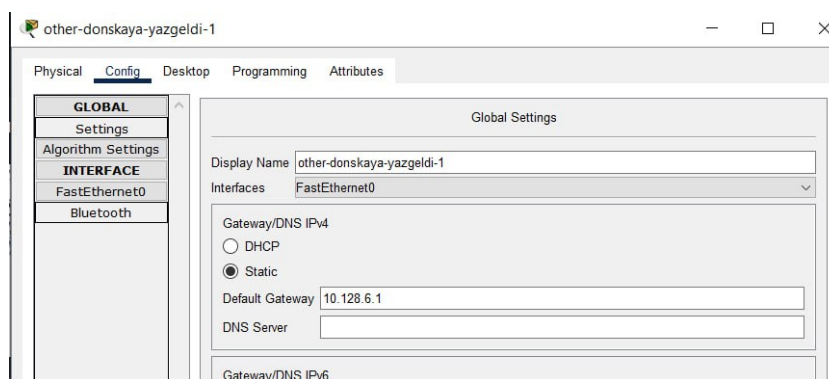 other-donskaya-yazgeldi-1
Physical Config Desktop Programming Attributes
GLOBAL
Settings
Algorithm Settings
INTERFACE
FastEthernet0
Bluetooth
Global Settings
Display Name other-donskaya-yazgeldi-1
Interfaces FastEthernet0
Gateway/DNS IPv4
DHCP
Static
Default Gateway 10.128.6.1
DNS Server
Gateway/DNS IPv6